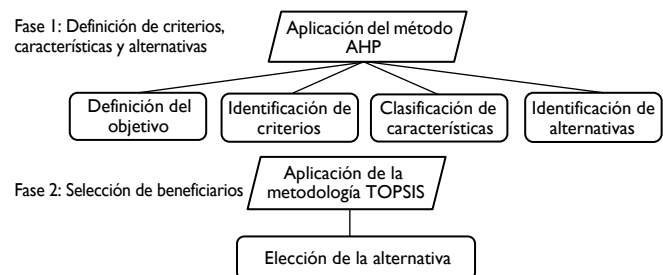 Fase 1: Definición de criterios,
características y alternativas
Aplicación del método
AHP
Definición del
objetivo
Identificación de
criterios
Clasificación de
características
Identificación de
alternativas
Fase 2: Selección de beneficiarios
Aplicación de la
metodología TOPSIS
Elección de la alternativa